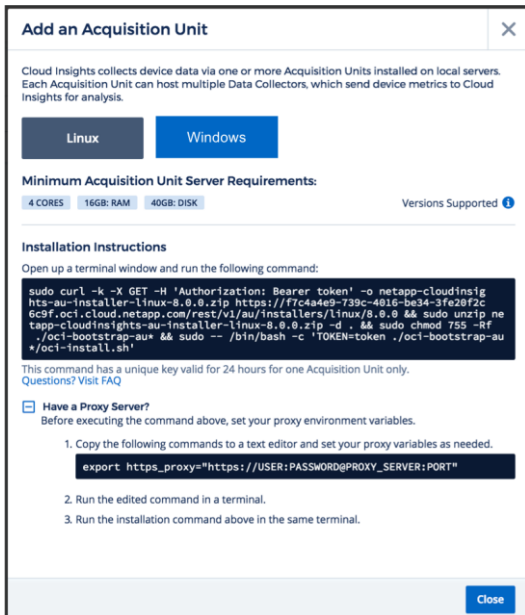 Add an Acquisition Unit
Cloud Insights collects device data via one or more Acquisition Units installed on local servers.
Each Acquisition Unit can host multiple Data Collectors, which send device metrics to Cloud
Insights for analysis.
Linux
Windows
Minimum Acquisition Unit Server Requirements:
4 CORES 16GB: RAM 40GB: DISK
Versions Supported
Installation Instructions
Open up a terminal window and run the following command:
sudo curl -k -X GET -H 'Authorization: Bearer token' -o netapp-cloudinsig
hts-au-installer-linux-8.0.0.zip https://f7c4a4e9-739c-4016-be34-3fe20f2c
6c9f.oci.cloud.netapp.com/rest/v1/au/installers/linux/8.0.0 && sudo unzip ne
tapp-cloudinsights-au-installer-linux-8.0.0.zip -d . && sudo chmod 755 -Rf
./oci-bootstrap-au* && sudo -- /bin/bash -c 'TOKEN=token ./oci-bootstrap-au
*/oci-install.sh'
This command has a unique key valid for 24 hours for one Acquisition Unit only.
Questions? Visit FAQ
Have a Proxy Server?
Before executing the command above, set your proxy environment variables.
1. Copy the following commands to a text editor and set your proxy variables as needed.
export https_proxy="https://USER:PASSWORD@PROXY_SERVER:PORT"
2. Run the edited command in a terminal.
3. Run the installation command above in the same terminal.
Close